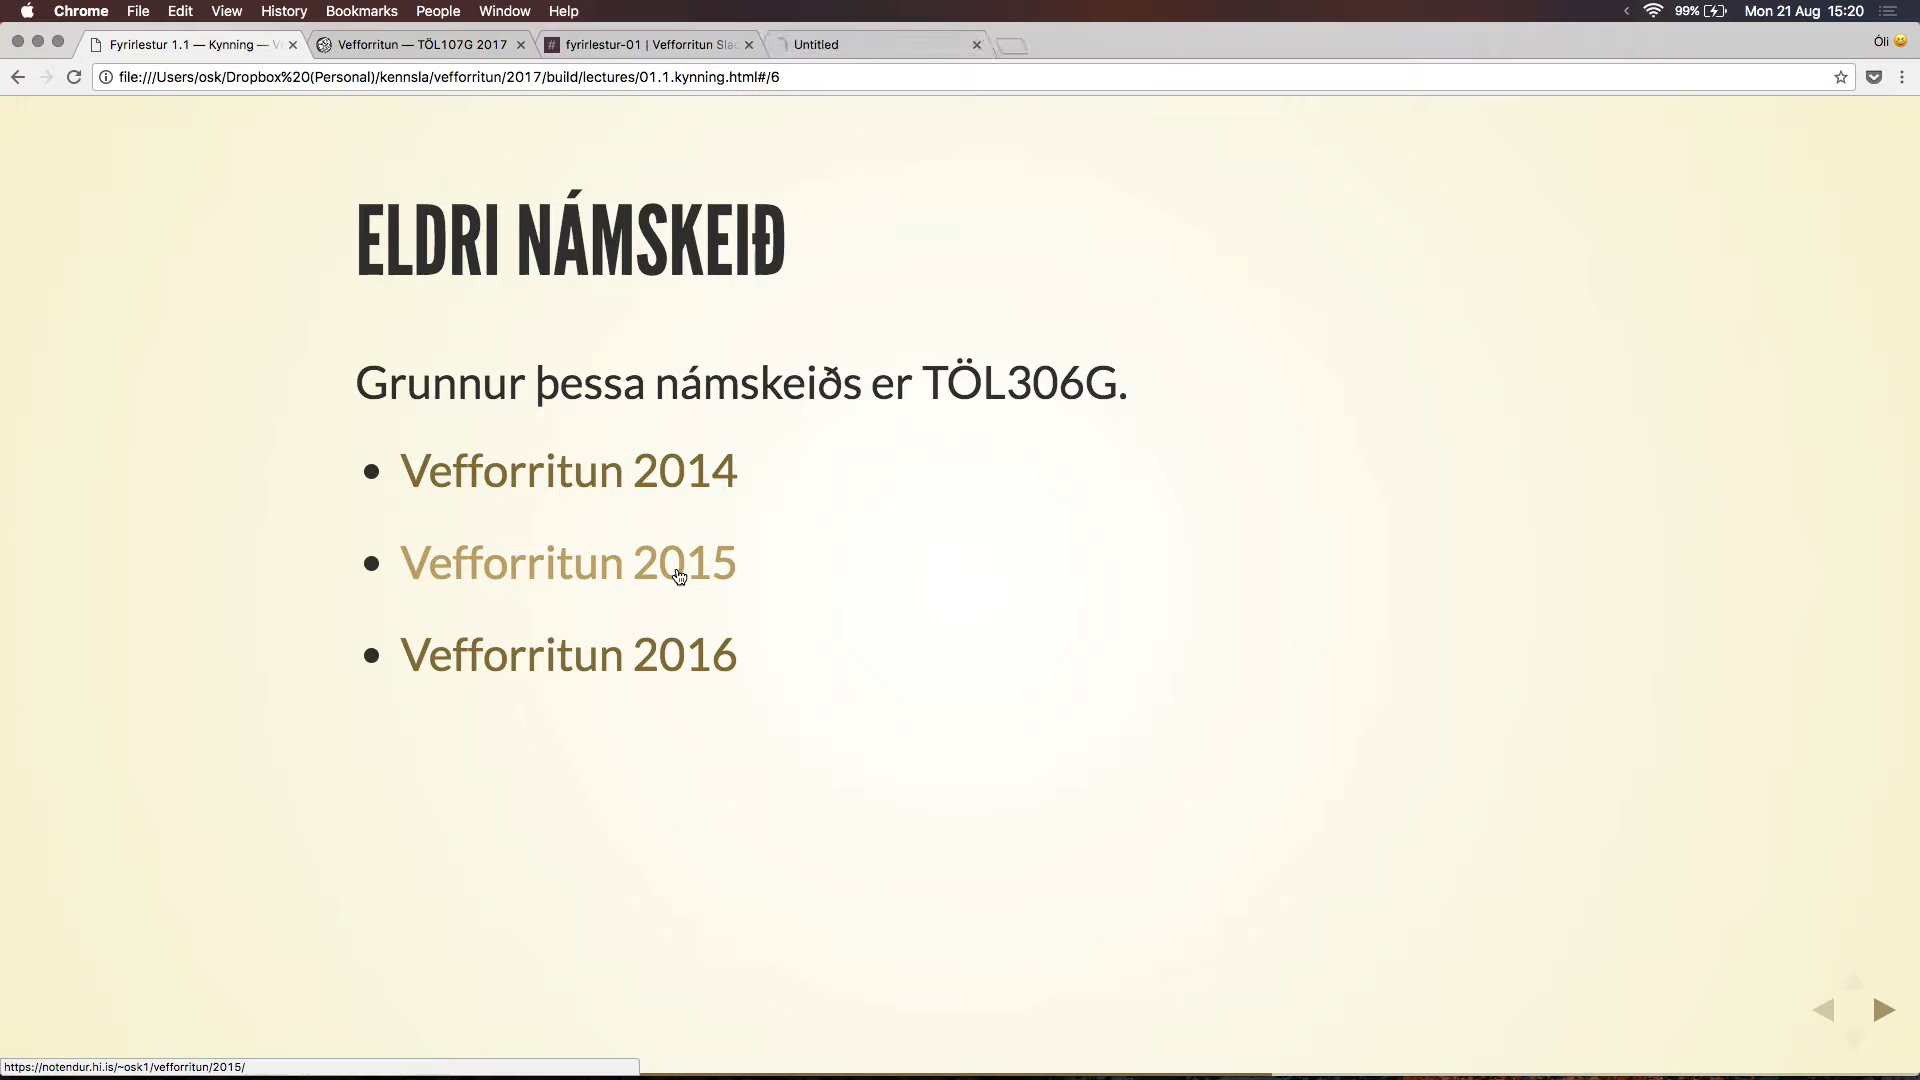 Chrome File Edit View History Bookmarks People Window Help 99% Mon 21 Aug 15:20
Fyrirlestur 1.1 — Kynning — V Vefforritun — TÖL107G 2017 fyrirlestur-01 | Vefforritun Slac Untitled Óli
file:///Users/osk/Dropbox%20(Personal)/kennsla/vefforritun/2017/build/lectures/01.1.kynning.html#/6
ELDRI NÁMSKEIÐ
Grunnur þessa námskeiðs er TÖL306G.
• Vefforritun 2014
• Vefforritun 2015
• Vefforritun 2016
https://notendur.hi.is/~osk1/vefforritun/2015/